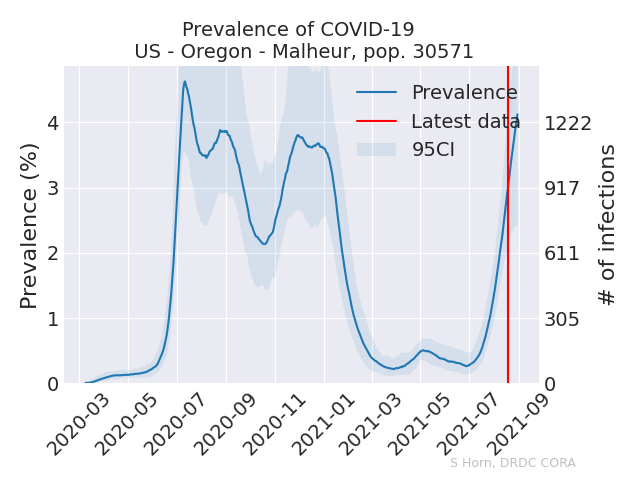 Prevalence of COVID-19
US - Oregon - Malheur, pop. 30571
Prevalence
Latest data
95CI
4
3
2
1
0
Prevalence (%)
1222
917
611
305
0
# of infections
2020-03
2020-05
2020-07
2020-09
2020-11
2021-01
2021-03
2021-05
2021-07
2021-09
S Horn, DRDC CORA